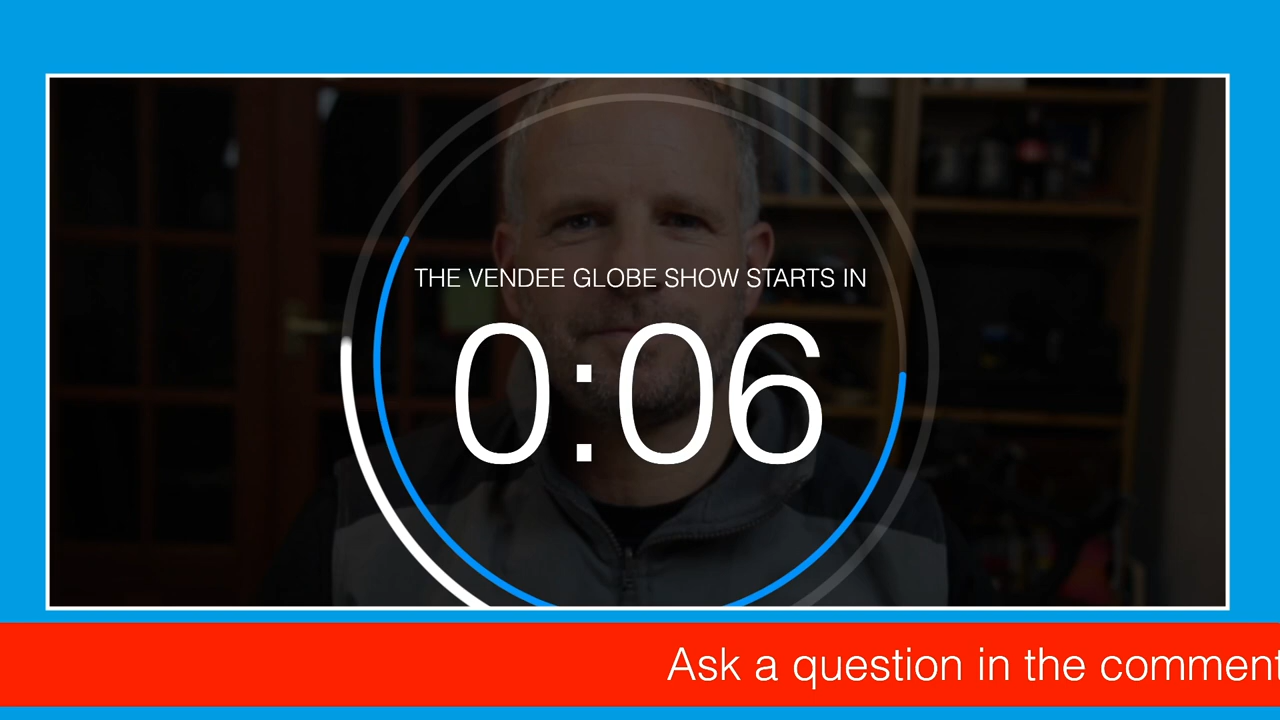 THE VENDEE GLOBE SHOW STARTS IN
0:06
Ask a question in the comment